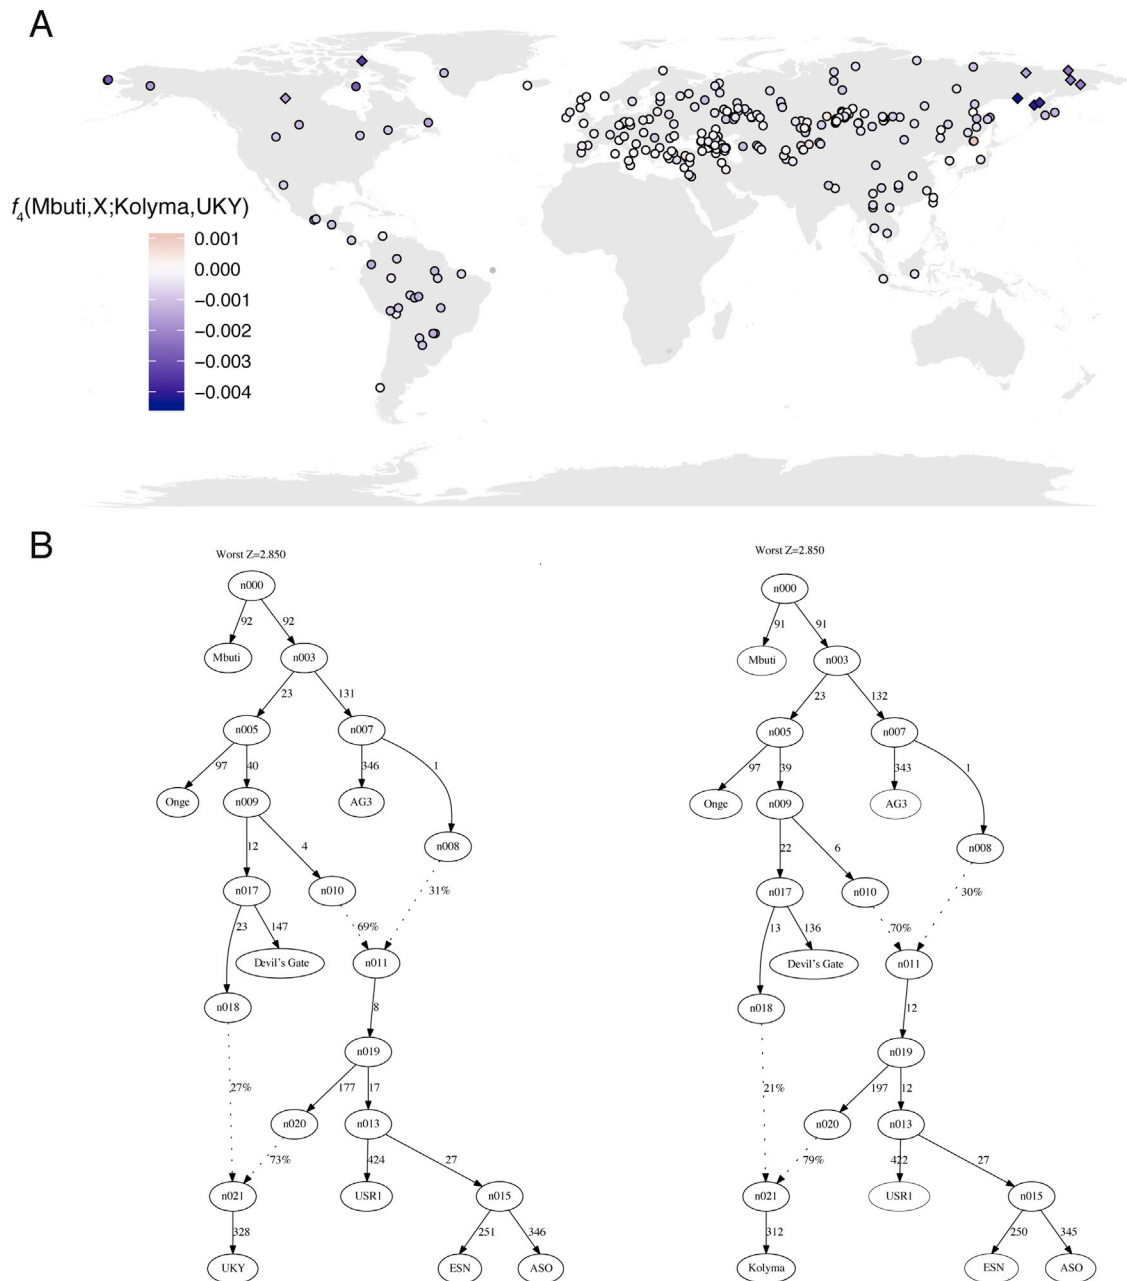 A
f4(Mbuti,X;Kolyma,UKY)
0.001
0.000
−0.001
−0.002
−0.003
−0.004
B
Worst Z=2.850
n000
92
92
Mbuti
n003
23
131
n005
n007
97
40
346
1
Onge
n009
AG3
n008
12
4
31%
n017
n010
23
147
69%
Devil's Gate
n011
n018
8
n019
27%
177
17
n020
n013
73%
424
27
n021
USR1
n015
328
251
346
UKY
ESN
ASO
Worst Z=2.850
n000
91
91
Mbuti
n003
23
132
n005
n007
97
39
343
1
Onge
n009
AG3
n008
22
6
30%
n017
n010
13
136
70%
Devil's Gate
n011
n018
12
n019
21%
197
12
n020
n013
79%
422
27
n021
USR1
n015
312
250
345
Kolyma
ESN
ASO